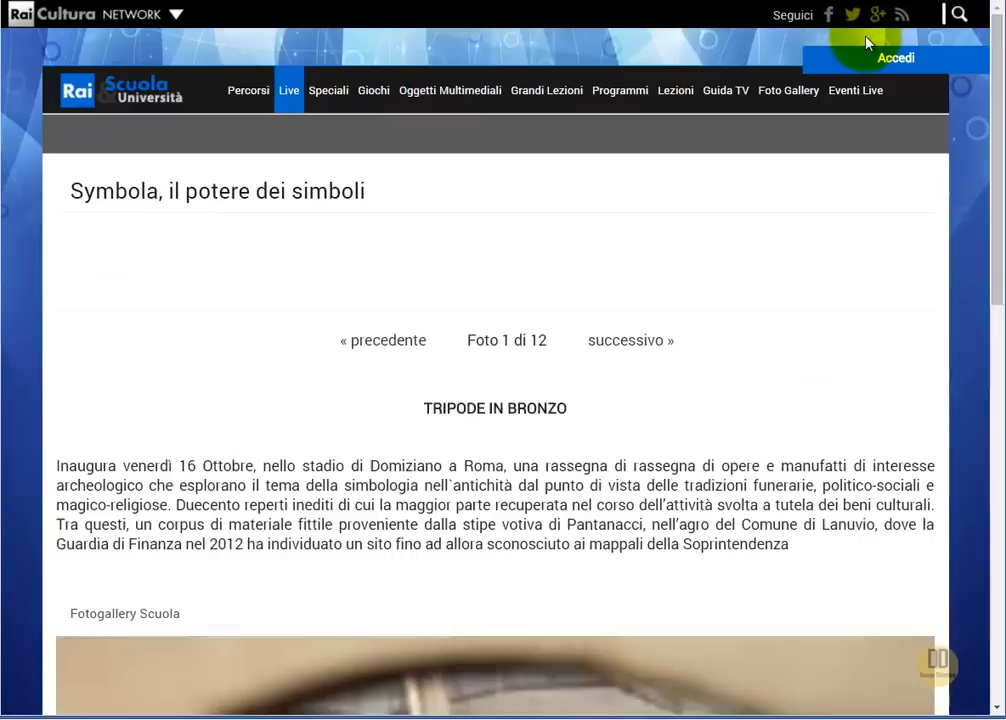 Rai Cultura NETWORK
Seguici
Accedi
Rai Scuola & Università
Percorsi Live Speciali Giochi Oggetti Multimediali Grandi Lezioni Programmi Lezioni Guida TV Foto Gallery Eventi Live
Symbola, il potere dei simboli
« precedente Foto 1 di 12 successivo »
TRIPODE IN BRONZO
Inaugura venerdì 16 Ottobre, nello stadio di Domiziano a Roma, una rassegna di rassegna di opere e manufatti di interesse
archeologico che esplorano il tema della simbologia nell`antichità dal punto di vista delle tradizioni funerarie, politico-sociali e
magico-religiose. Duecento reperti inediti di cui la maggior parte recuperata nel corso dell’attività svolta a tutela dei beni culturali.
Tra questi, un corpus di materiale fittile proveniente dalla stipe votiva di Pantanacci, nell’agro del Comune di Lanuvio, dove la
Guardia di Finanza nel 2012 ha individuato un sito fino ad allora sconosciuto ai mappali della Soprintendenza
Fotogallery Scuola
DD